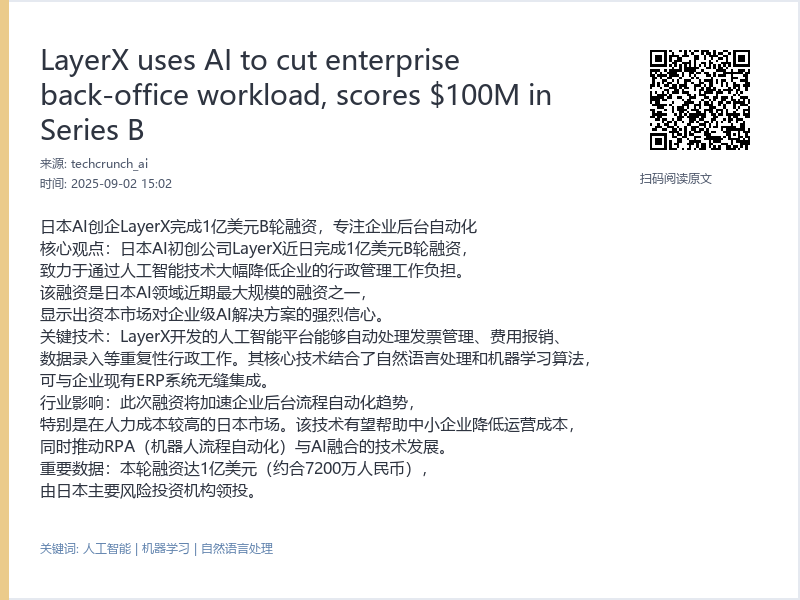 LayerX uses AI to cut enterprise
back-office workload, scores $100M in
Series B
来源: techcrunch_ai
时间: 2025-09-02 15:02
扫码阅读原文
日本AI创企LayerX完成1亿美元B轮融资，专注企业后台自动化
核心观点：日本AI初创公司LayerX近日完成1亿美元B轮融资，
致力于通过人工智能技术大幅降低企业的行政管理工作负担。
该融资是日本AI领域近期最大规模的融资之一，
显示出资本市场对企业级AI解决方案的强烈信心。
关键技术：LayerX开发的人工智能平台能够自动处理发票管理、费用报销、
数据录入等重复性行政工作。其核心技术结合了自然语言处理和机器学习算法，
可与企业现有ERP系统无缝集成。
行业影响：此次融资将加速企业后台流程自动化趋势，
特别是在人力成本较高的日本市场。该技术有望帮助中小企业降低运营成本，
同时推动RPA（机器人流程自动化）与AI融合的技术发展。
重要数据：本轮融资达1亿美元（约合7200万人民币），
由日本主要风险投资机构领投。
关键词: 人工智能 | 机器学习 | 自然语言处理